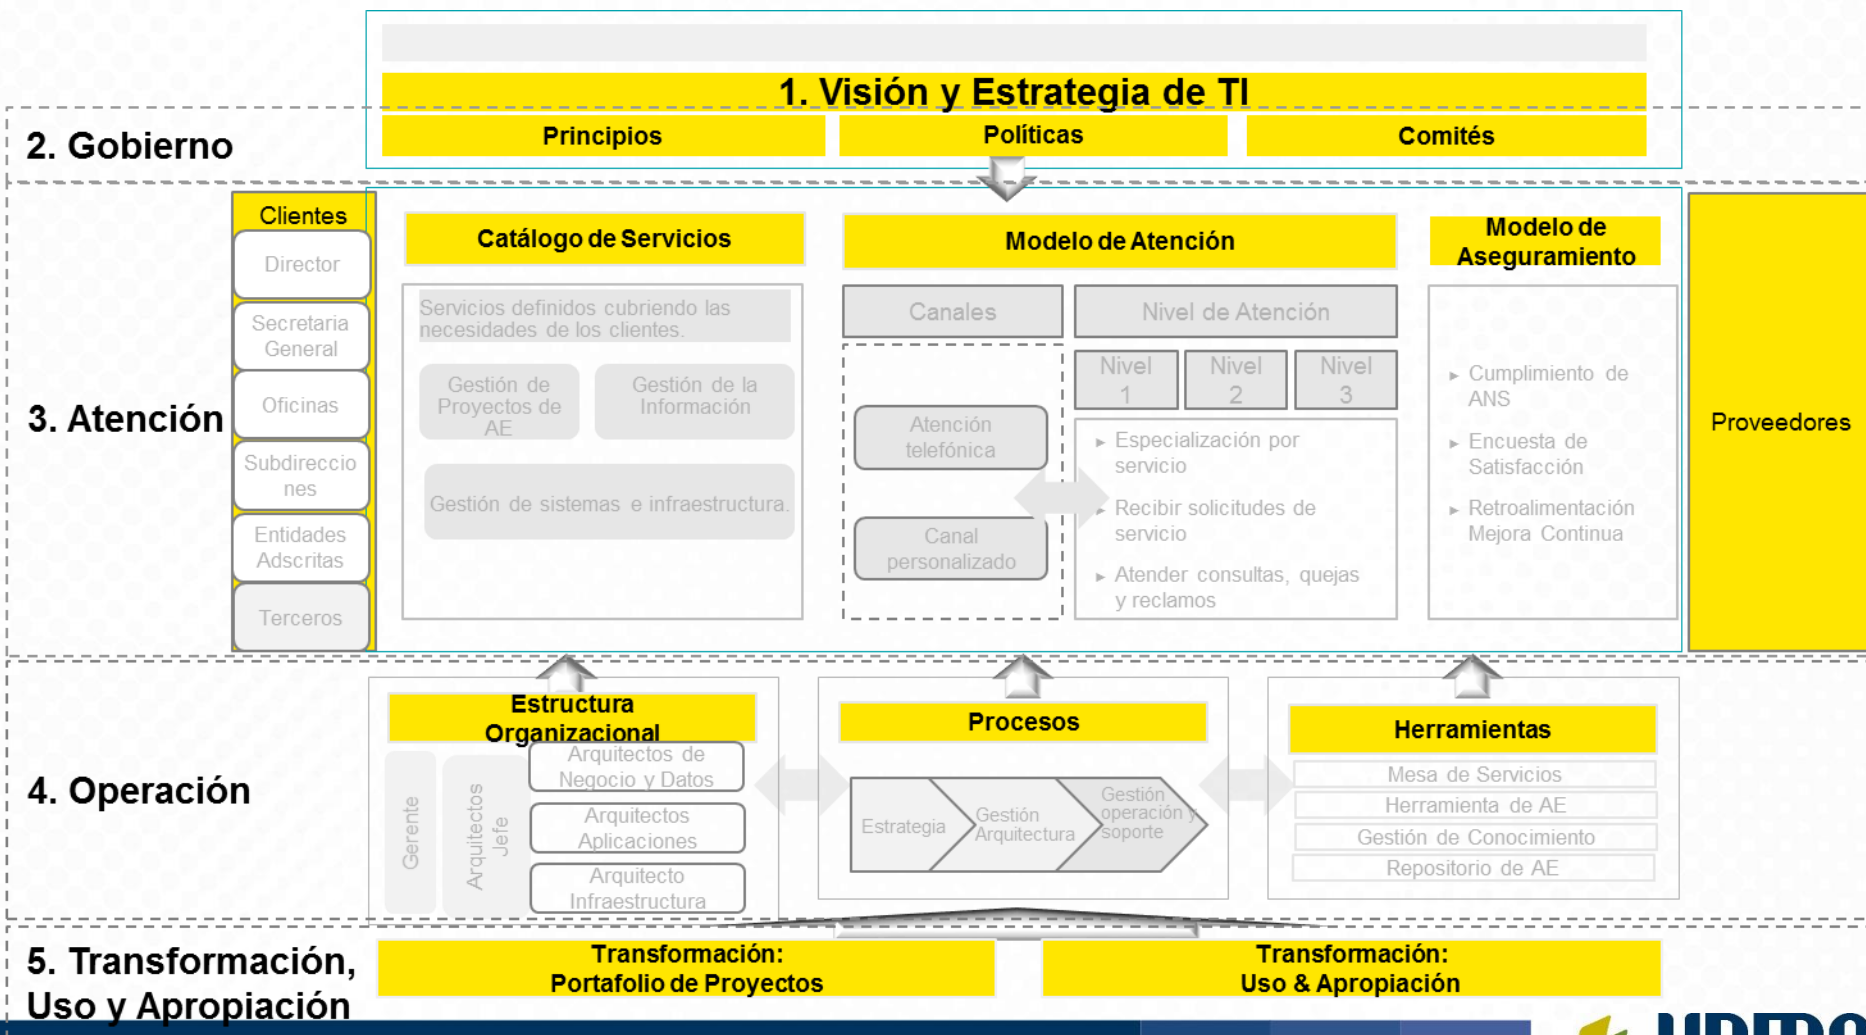 1. Visión y Estrategia de TI
2. Gobierno
Principios
Políticas
Comités
3. Atención
Clientes
Director
Secretaria
General
Oficinas
Subdireccio
nes
Entidades
Adscritas
Terceros
Catálogo de Servicios
Servicios definidos cubriendo las
necesidades de los clientes.
Gestión de
Proyectos de
AE
Gestión de la
Información
Gestión de sistemas e infraestructura.
Modelo de Atención
Canales
Atención
telefónica
Canal
personalizado
Nivel de Atención
Nivel
1
Nivel
2
Nivel
3
► Especialización por
servicio
► Recibir solicitudes de
servicio
► Atender consultas, quejas
y reclamos
Modelo de
Aseguramiento
► Cumplimiento de
ANS
► Encuesta de
Satisfacción
► Retroalimentación
Mejora Continua
Proveedores
4. Operación
Estructura
Organizacional
Gerente
Arquitectos
Jefe
Arquitectos de
Negocio y Datos
Arquitectos
Aplicaciones
Arquitecto
Infraestructura
Procesos
Estrategia
Gestión
Arquitectura
Gestión
operación y
soporte
Herramientas
Mesa de Servicios
Herramienta de AE
Gestión de Conocimiento
Repositorio de AE
5. Transformación,
Uso y Apropiación
Transformación:
Portafolio de Proyectos
Transformación:
Uso & Apropiación